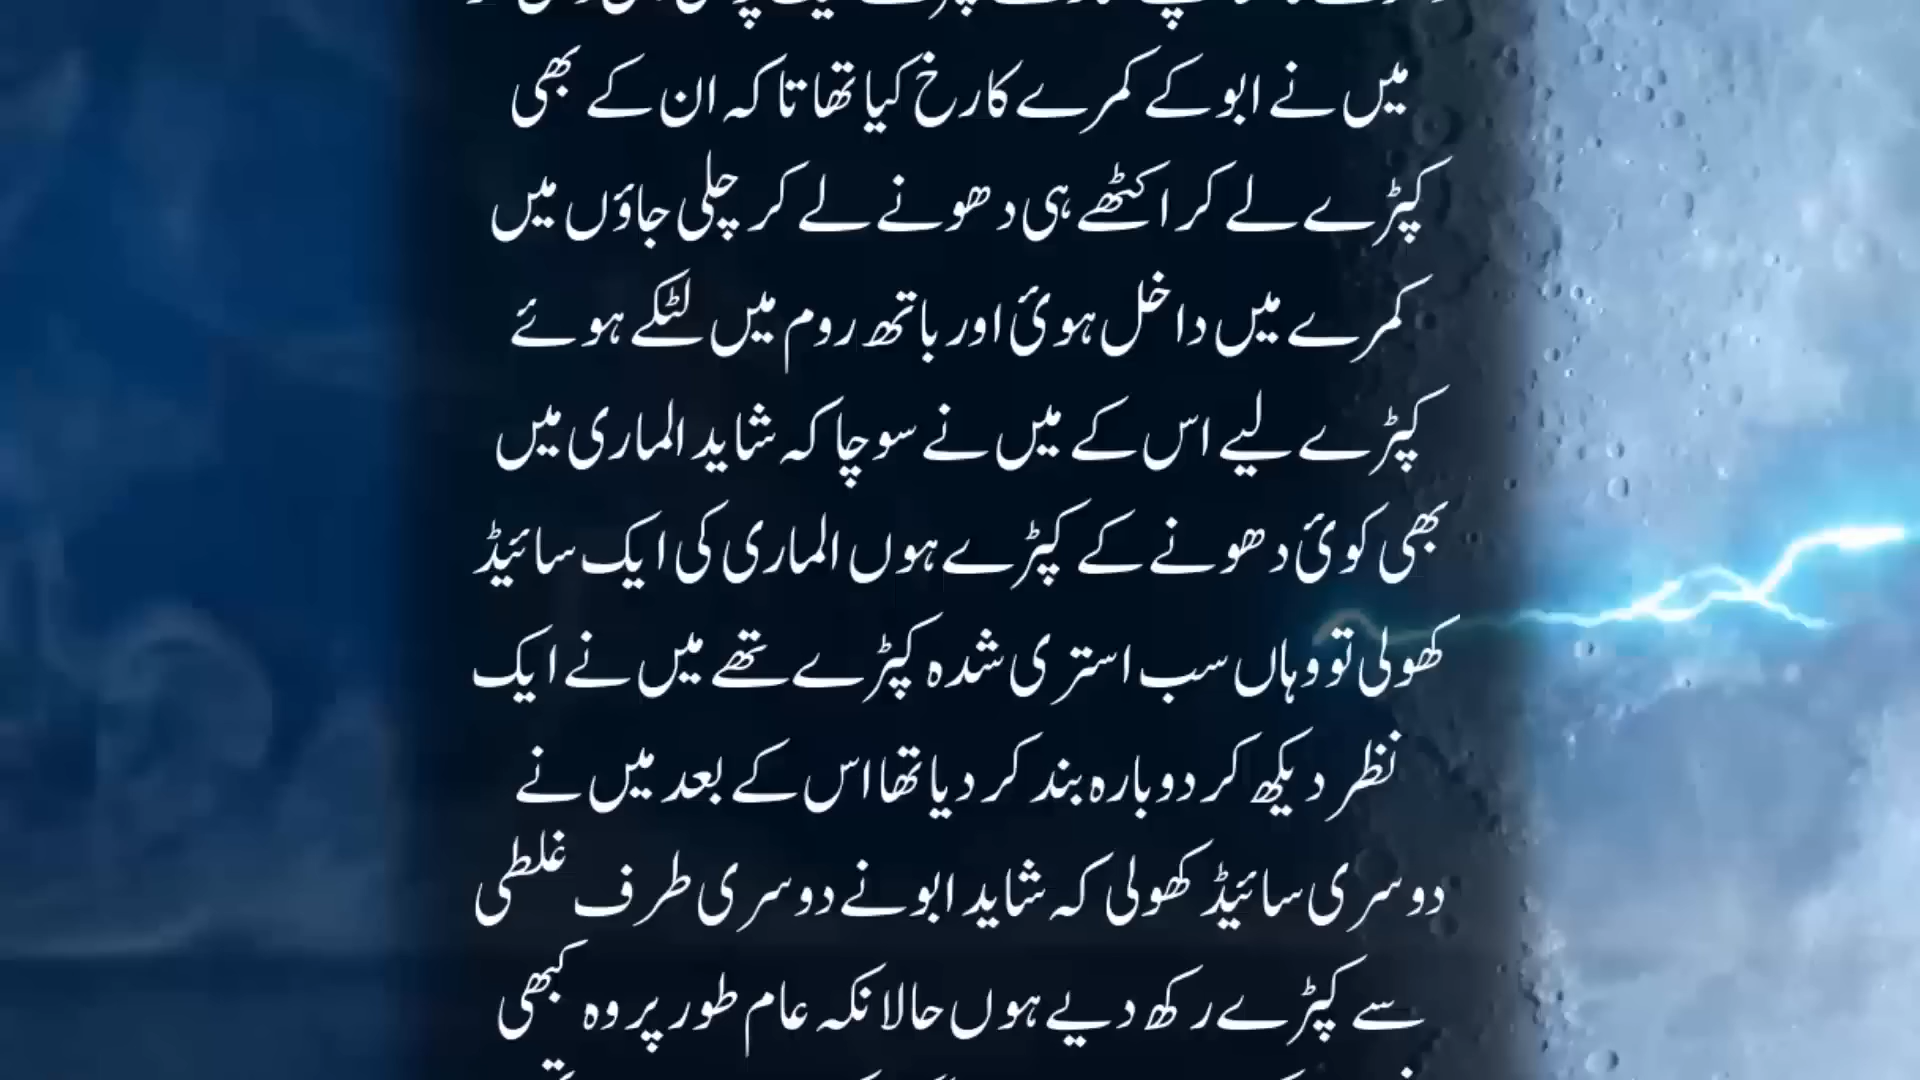 میں نے ابو کے کمرے کا رخ کیا تھا تا کہ ان کے بھی
کپڑے لے کر اکٹھے ہی دھونے لے کر چلی جاؤں میں
کمرے میں داخل ہوئ اور باتھ روم میں لٹکے ہوئے
کپڑے لیے اس کے میں نے سوچا کہ شاید الماری میں
بھی کوئ دھونے کے کپڑے ہوں الماری کی ایک سائیڈ
کھولی تو وہاں سب استری شدہ کپڑے تھے میں نے ایک
نظر دیکھ کر دوبارہ بند کر دیا تھا اس کے بعد میں نے
دوسری سائیڈ کھولی کہ شاید ابو نے دوسری طرف غلطی
سے کپڑے رکھ دیے ہوں حالانکہ عام طور پر وہ کبھی